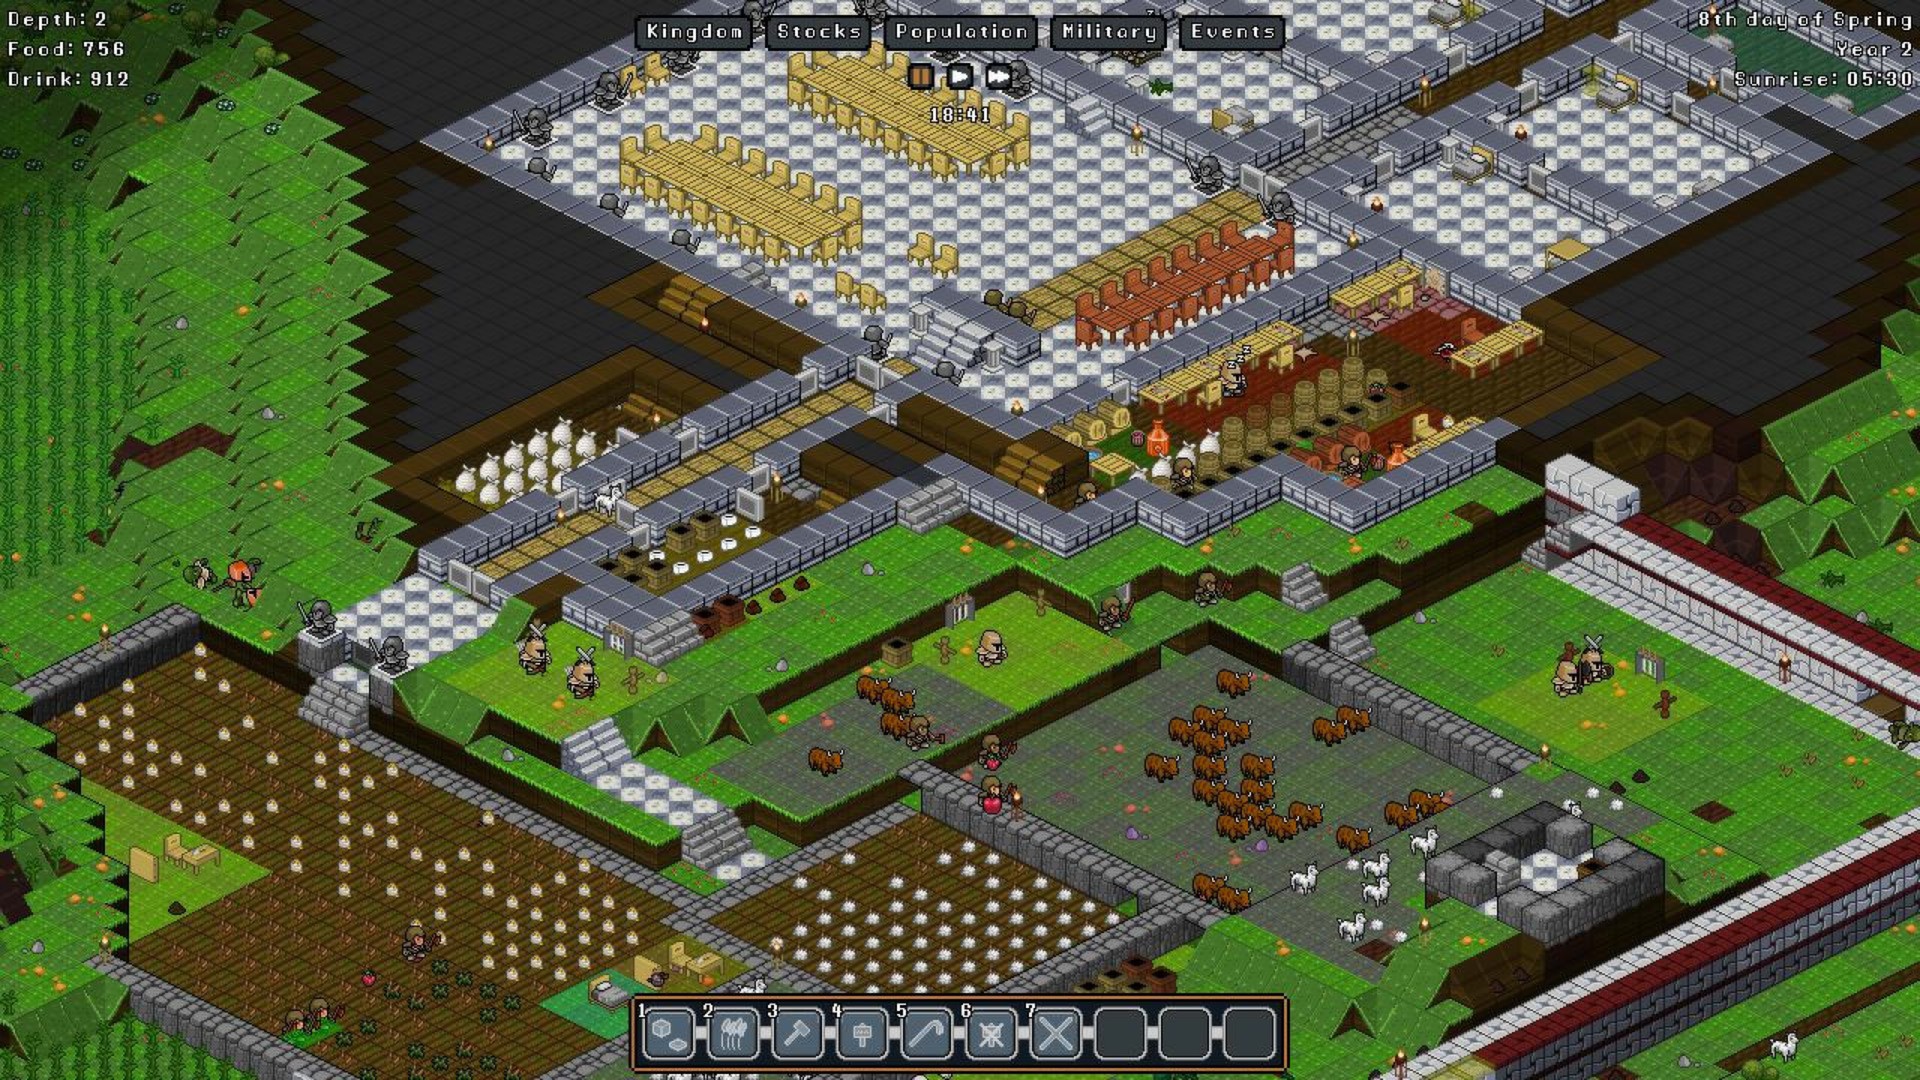 Depth: 2
Food: 756
Drink: 912
Kingdom Stocks Population Military Events
18:41
8th day of Spring
Year 2
Sunrise: 05:30
z z z
1 2 3 4 5 6 7